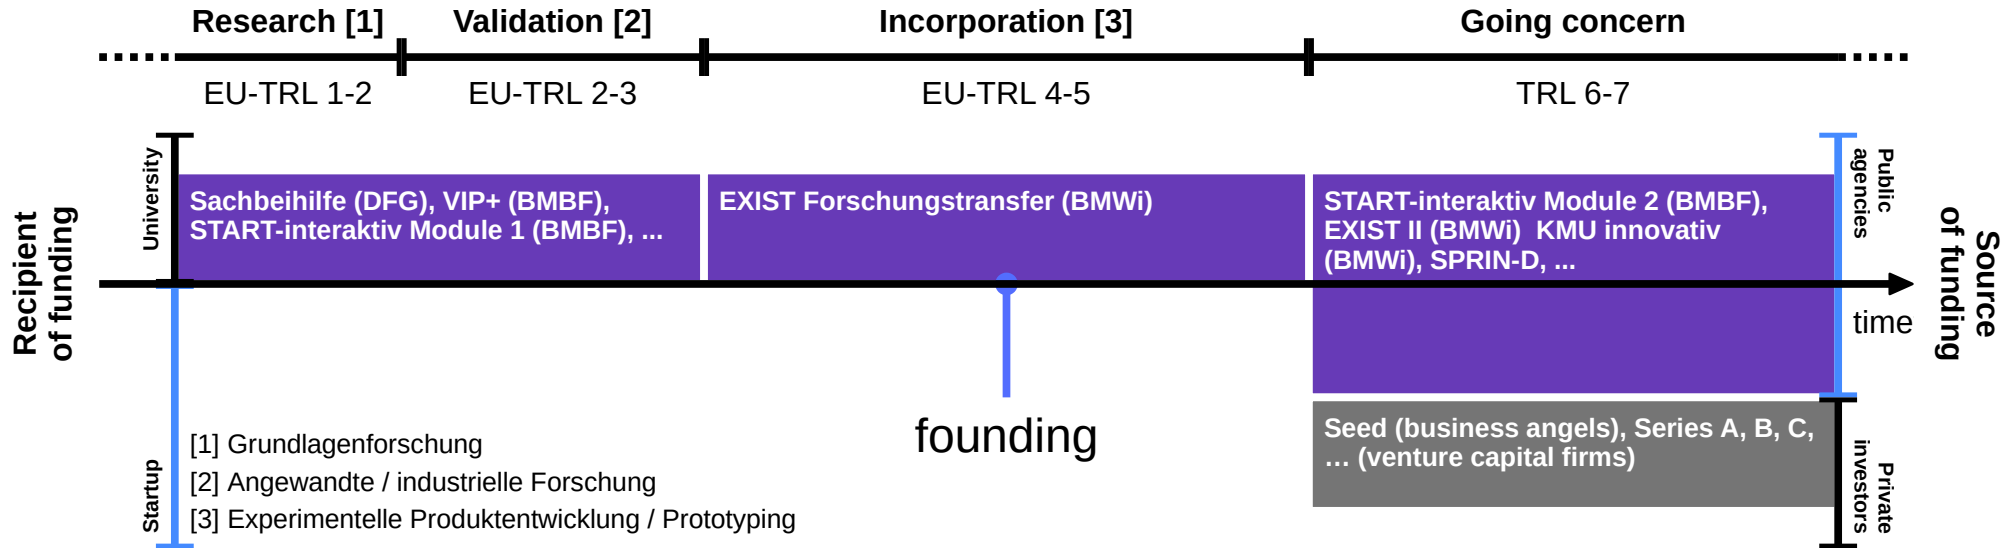 Research [1]
Validation [2]
Incorporation [3]
Going concern
EU-TRL 1-2
EU-TRL 2-3
EU-TRL 4-5
TRL 6-7
Recipient
of funding
University
Startup
Sachbeihilfe (DFG), VIP+ (BMBF),
START-interaktiv Module 1 (BMBF), ...
EXIST Forschungstransfer (BMWi)
START-interaktiv Module 2 (BMBF),
EXIST II (BMWi)  KMU innovativ
(BMWi), SPRIN-D, ...
Public
agencies
Source
of funding
time
founding
Seed (business angels), Series A, B, C,
… (venture capital firms)
Private
investors
[1] Grundlagenforschung
[2] Angewandte / industrielle Forschung
[3] Experimentelle Produktentwicklung / Prototyping